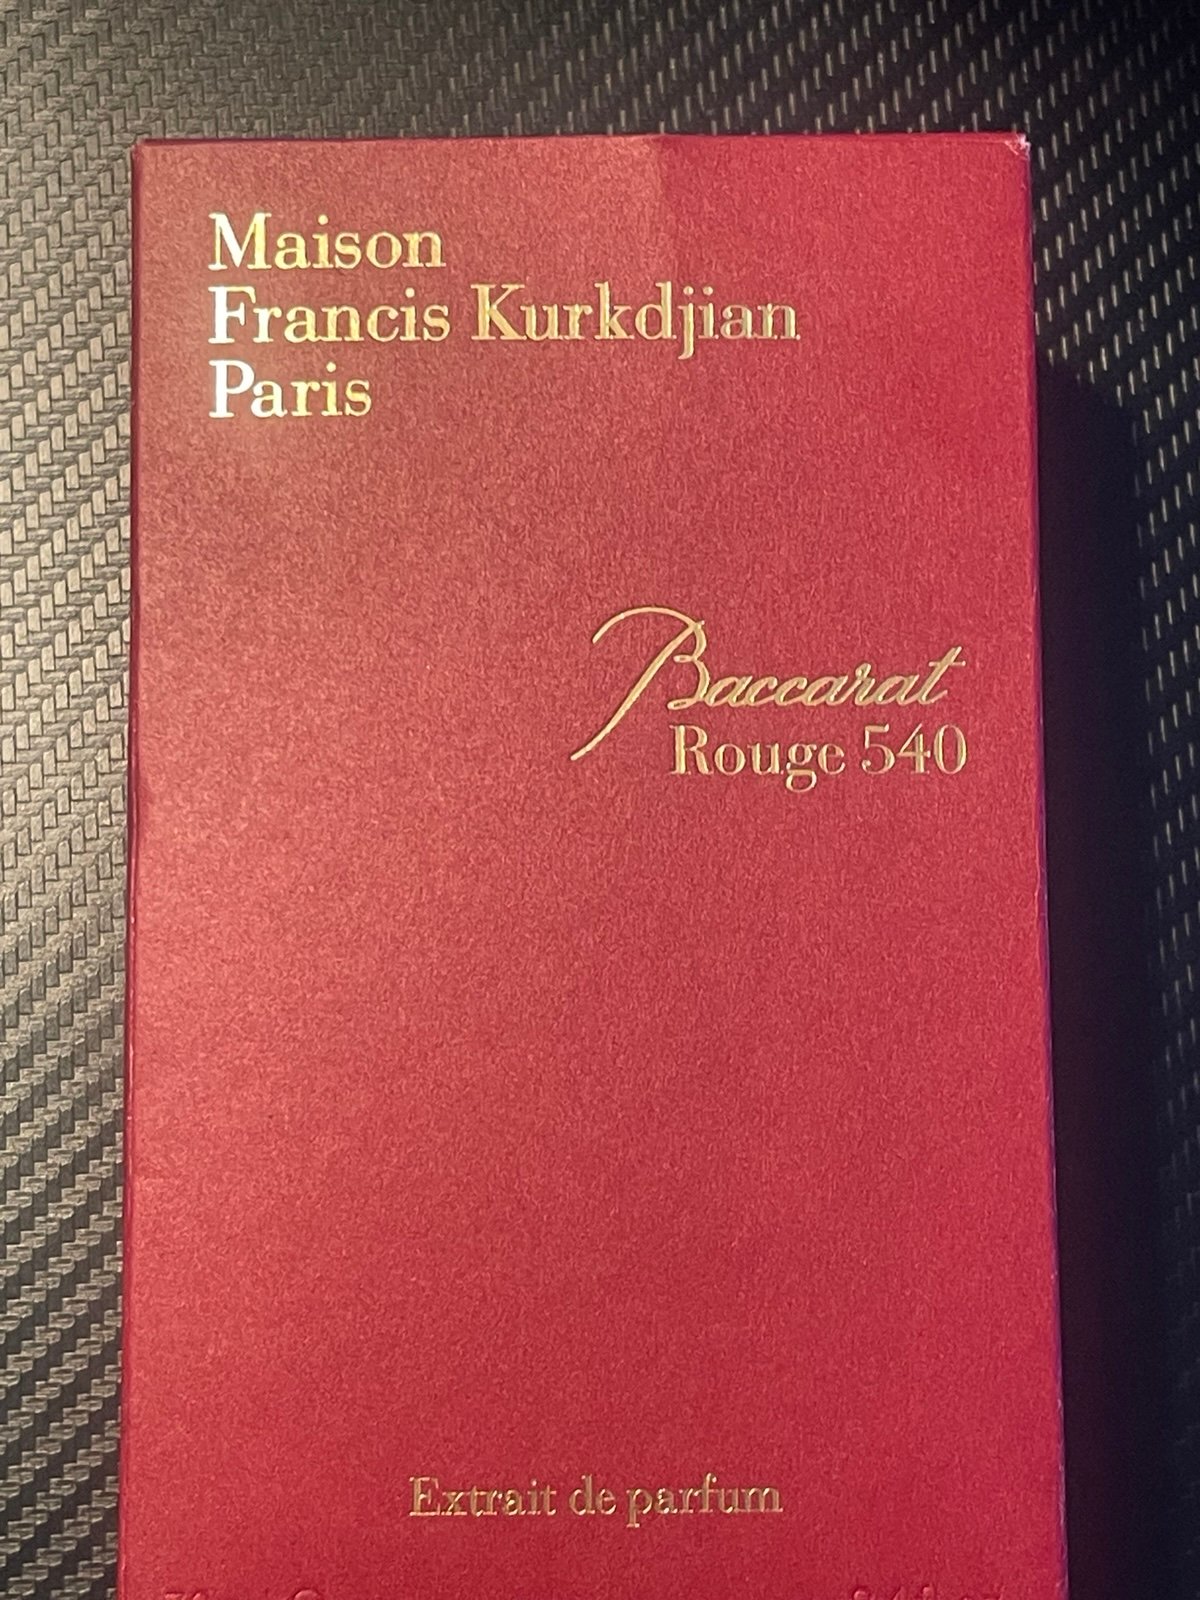 Maison
Francis Kurkdjian
Paris
Baccarat
Rouge 540
Extrait de parfum